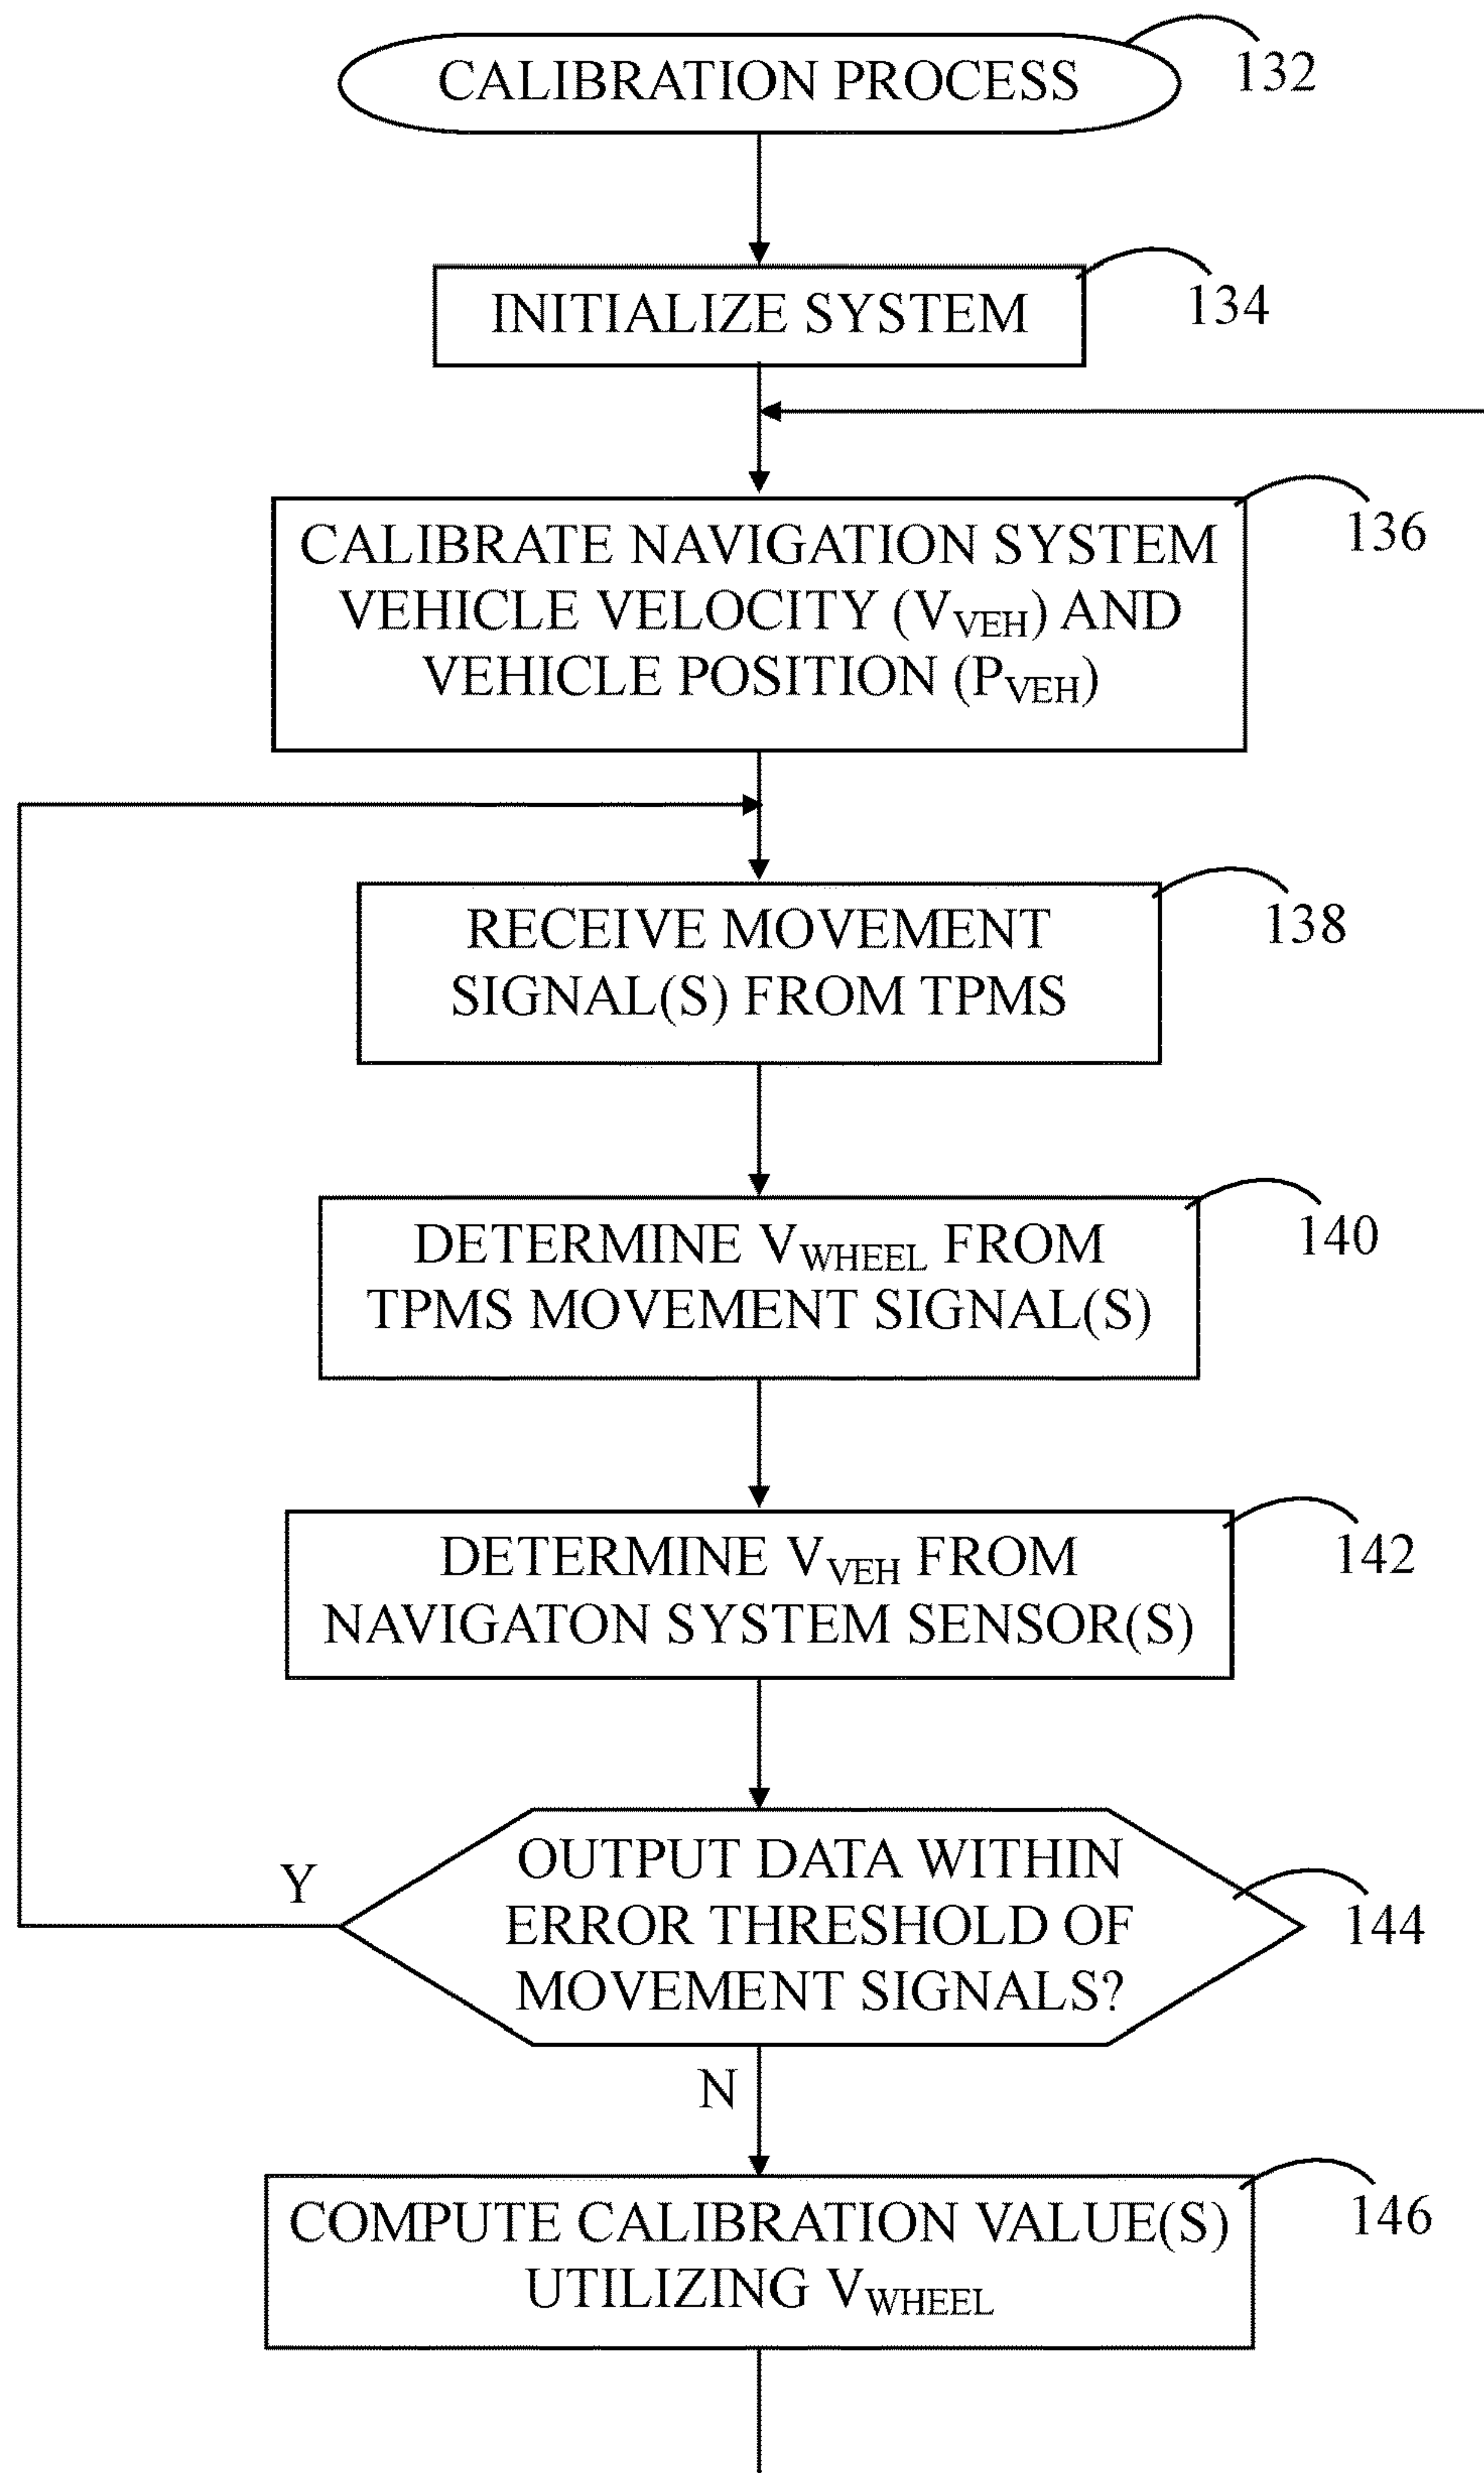 CALIBRATION PROCESS
132
INITIALIZE SYSTEM
134
CALIBRATE NAVIGATION SYSTEM
VEHICLE VELOCITY (VVEH) AND
VEHICLE POSITION (PVEH)
136
RECEIVE MOVEMENT
SIGNAL(S) FROM TPMS
138
DETERMINE VWHEEL FROM
TPMS MOVEMENT SIGNAL(S)
140
DETERMINE VVEH FROM
NAVIGATON SYSTEM SENSOR(S)
142
OUTPUT DATA WITHIN
ERROR THRESHOLD OF
MOVEMENT SIGNALS?
144
Y
N
COMPUTE CALIBRATION VALUE(S)
UTILIZING VWHEEL
146